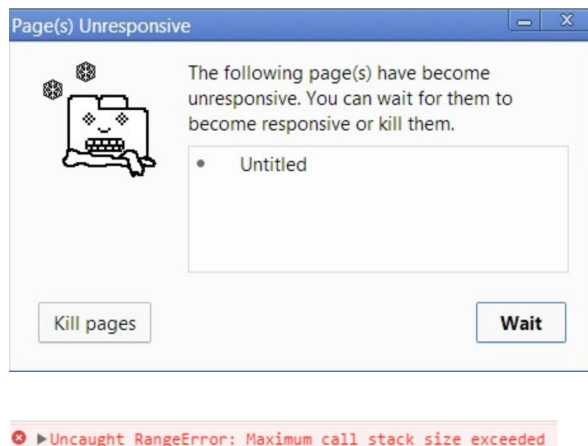 Page(s) Unresponsive
The following page(s) have become
unresponsive. You can wait for them to
become responsive or kill them.
• Untitled
Kill pages
Wait
Uncaught RangeError: Maximum call stack size exceeded